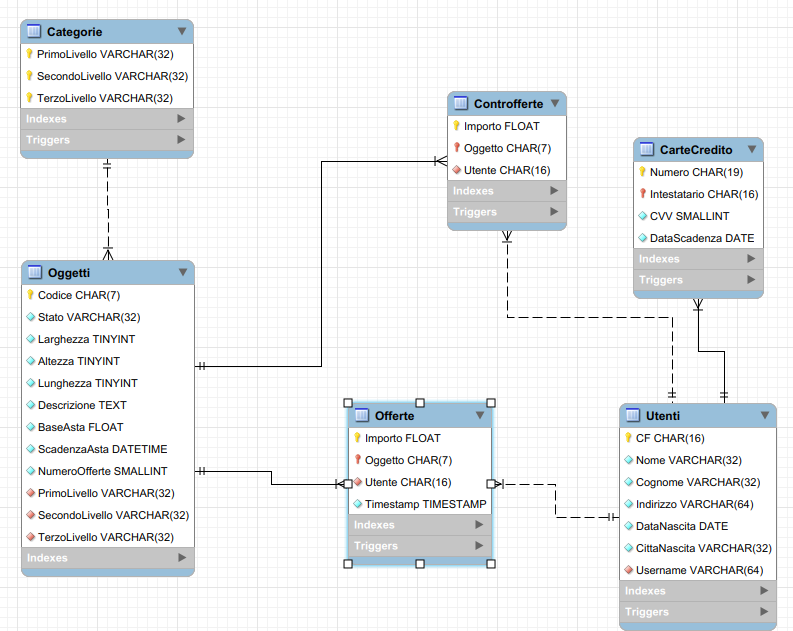 Categorie
PrimoLivello VARCHAR(32)
SecondoLivello VARCHAR(32)
TerzoLivello VARCHAR(32)
Indexes
Triggers
Controfferte
Importo FLOAT
Oggetto CHAR(7)
Utente CHAR(16)
Indexes
Triggers
CarteCredito
Numero CHAR(19)
Intestatario CHAR(16)
CVV SMALLINT
DataScadenza DATE
Indexes
Triggers
Oggetti
Codice CHAR(7)
Stato VARCHAR(32)
Larghezza TINYINT
Altezza TINYINT
Lunghezza TINYINT
Descrizione TEXT
BaseAsta FLOAT
ScadenzaAsta DATETIME
NumeroOfferte SMALLINT
PrimoLivello VARCHAR(32)
SecondoLivello VARCHAR(32)
TerzoLivello VARCHAR(32)
Indexes
Offerte
Importo FLOAT
Oggetto CHAR(7)
Utente CHAR(16)
Timestamp TIMESTAMP
Indexes
Triggers
Utenti
CF CHAR(16)
Nome VARCHAR(32)
Cognome VARCHAR(32)
Indirizzo VARCHAR(64)
DataNascita DATE
CittaNascita VARCHAR(32)
Username VARCHAR(64)
Indexes
Triggers